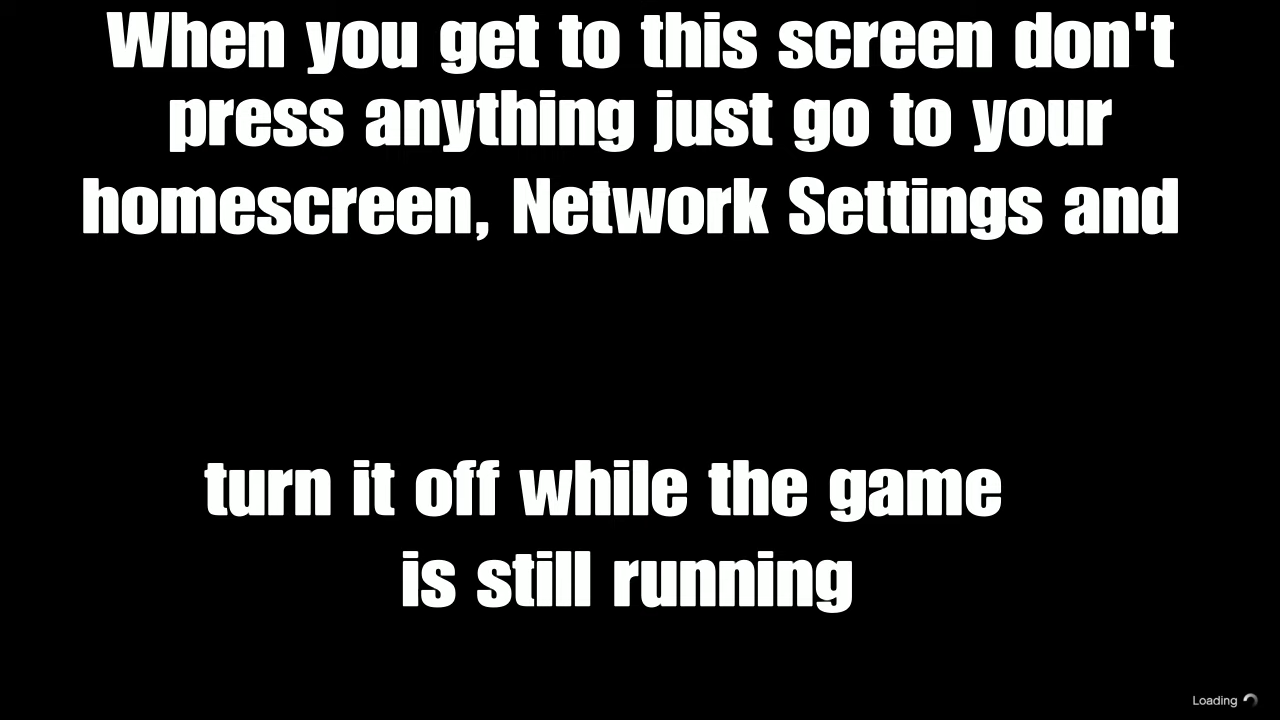 When you get to this screen don't
press anything just go to your
homescreen, Network Settings and
turn it off while the game
is still running
Loading